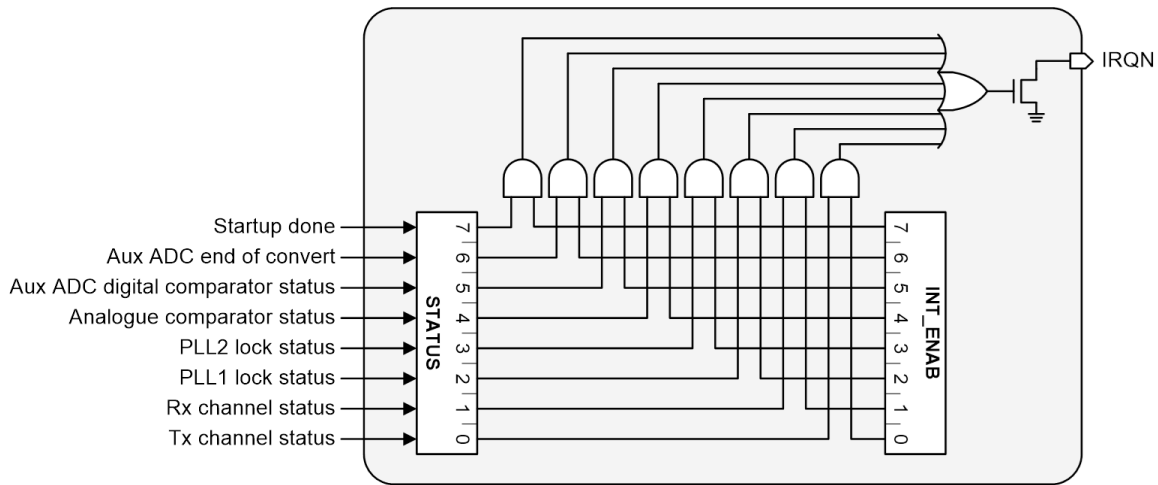 IRQN
Startup done
Aux ADC end of convert
Aux ADC digital comparator status
Analogue comparator status
PLL2 lock status
PLL1 lock status
Rx channel status
Tx channel status
STATUS
7
6
5
4
3
2
1
0
INT_ENAB
7
6
5
4
3
2
1
0